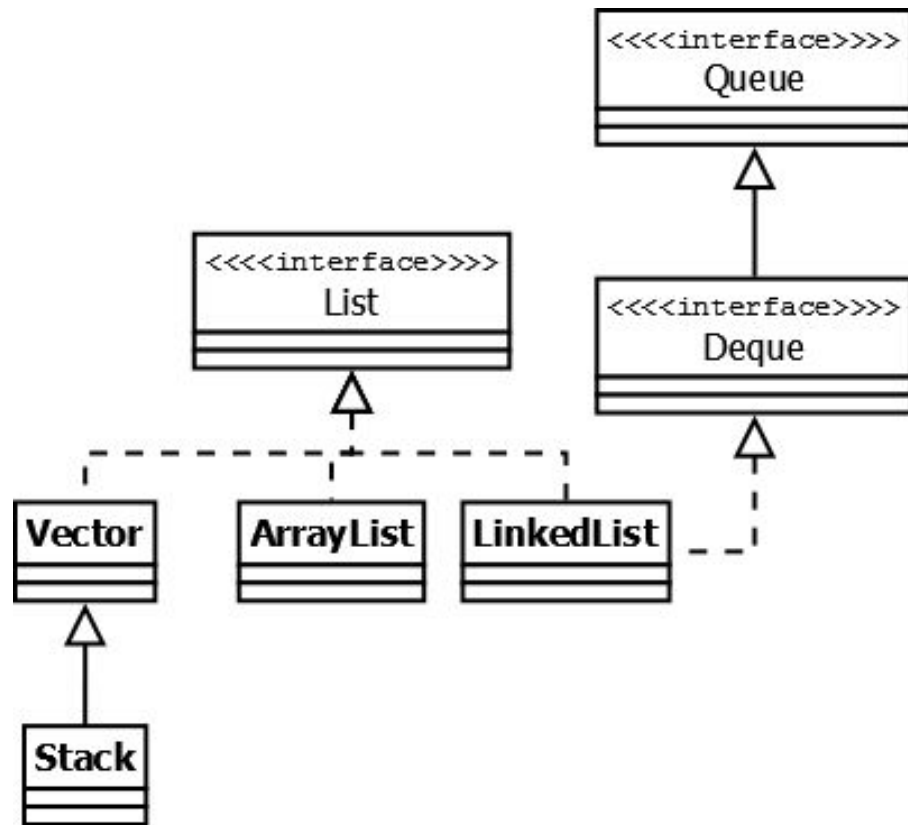 <<<<interface>>>>
Queue
<<<<interface>>>>
List
<<<<interface>>>>
Deque
Vector
ArrayList
LinkedList
Stack